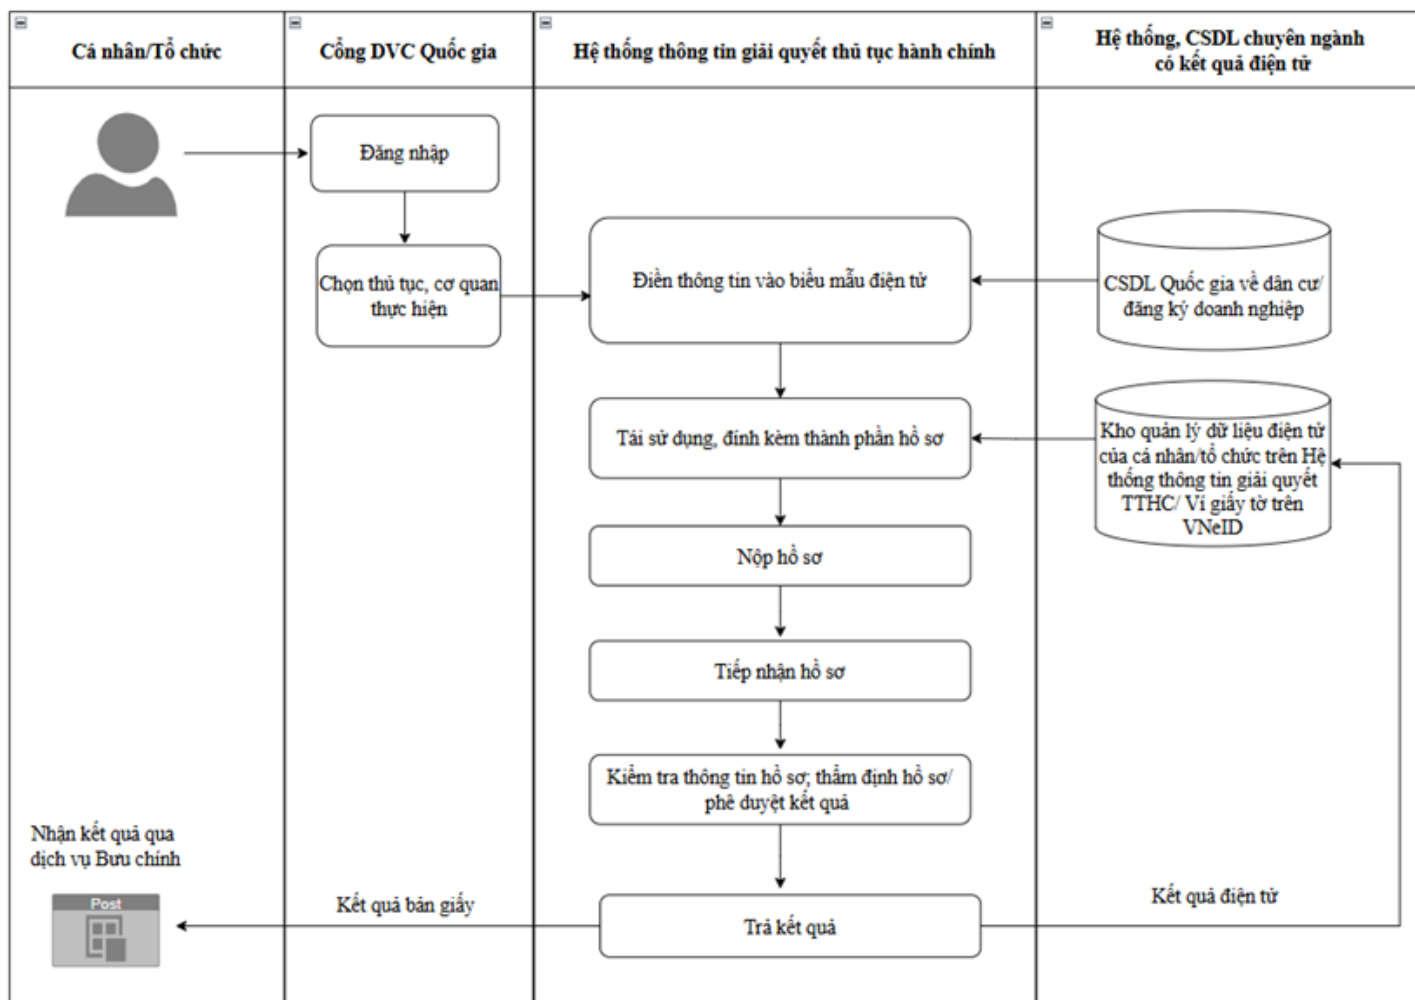 Cá nhân/Tổ chức
Cổng DVC Quốc gia
Hệ thống thông tin giải quyết thủ tục hành chính
Hệ thống, CSDL chuyên ngành
có kết quả điện tử
Đăng nhập
Chọn thủ tục, cơ quan
thực hiện
Điền thông tin vào biểu mẫu điện tử
CSDL Quốc gia về dân cư/
đăng ký doanh nghiệp
Tái sử dụng, đính kèm thành phần hồ sơ
Kho quản lý dữ liệu điện tử
của cá nhân/tổ chức trên Hệ
thống thông tin giải quyết
TTHC/ Ví giấy tờ trên
VNeID
Nộp hồ sơ
Tiếp nhận hồ sơ
Kiểm tra thông tin hồ sơ; thẩm định hồ sơ/
phê duyệt kết quả
Nhận kết quả qua
dịch vụ Bưu chính
Post
Kết quả bản giấy
Trả kết quả
Kết quả điện tử